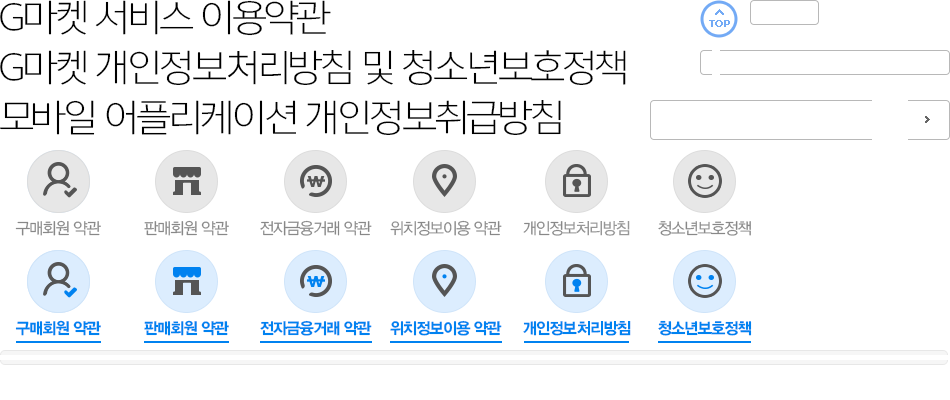 G마켓 서비스 이용약관
TOP
G마켓 개인정보처리방침 및 청소년보호정책
모바일 어플리케이션 개인정보취급방침
구매회원 약관 판매회원 약관 전자금융거래 약관 위치정보이용 약관 개인정보처리방침 청소년보호정책
구매회원 약관 판매회원 약관 전자금융거래 약관 위치정보이용 약관 개인정보처리방침 청소년보호정책